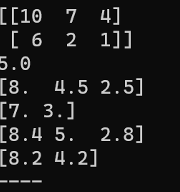 [[10  7  4]
 [ 6  2  1]]
5.0
[8.  4.5 2.5]
[7. 3.]
[8.4 5.  2.8]
[8.2 4.2]
----